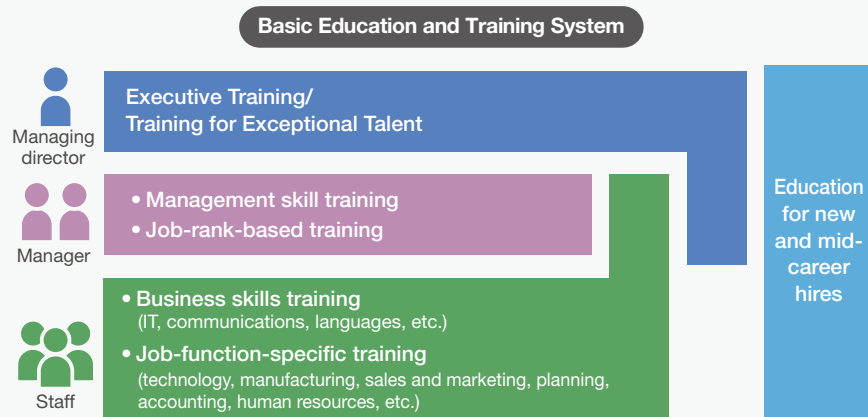 Basic Education and Training System
Managing
director
Executive Training/
Training for Exceptional Talent
Manager
• Management skill training
• Job-rank-based training
Staff
• Business skills training
(IT, communications, languages, etc.)
• Job-function-specific training
(technology, manufacturing, sales and marketing, planning,
accounting, human resources, etc.)
Education
for new
and mid-
career
hires